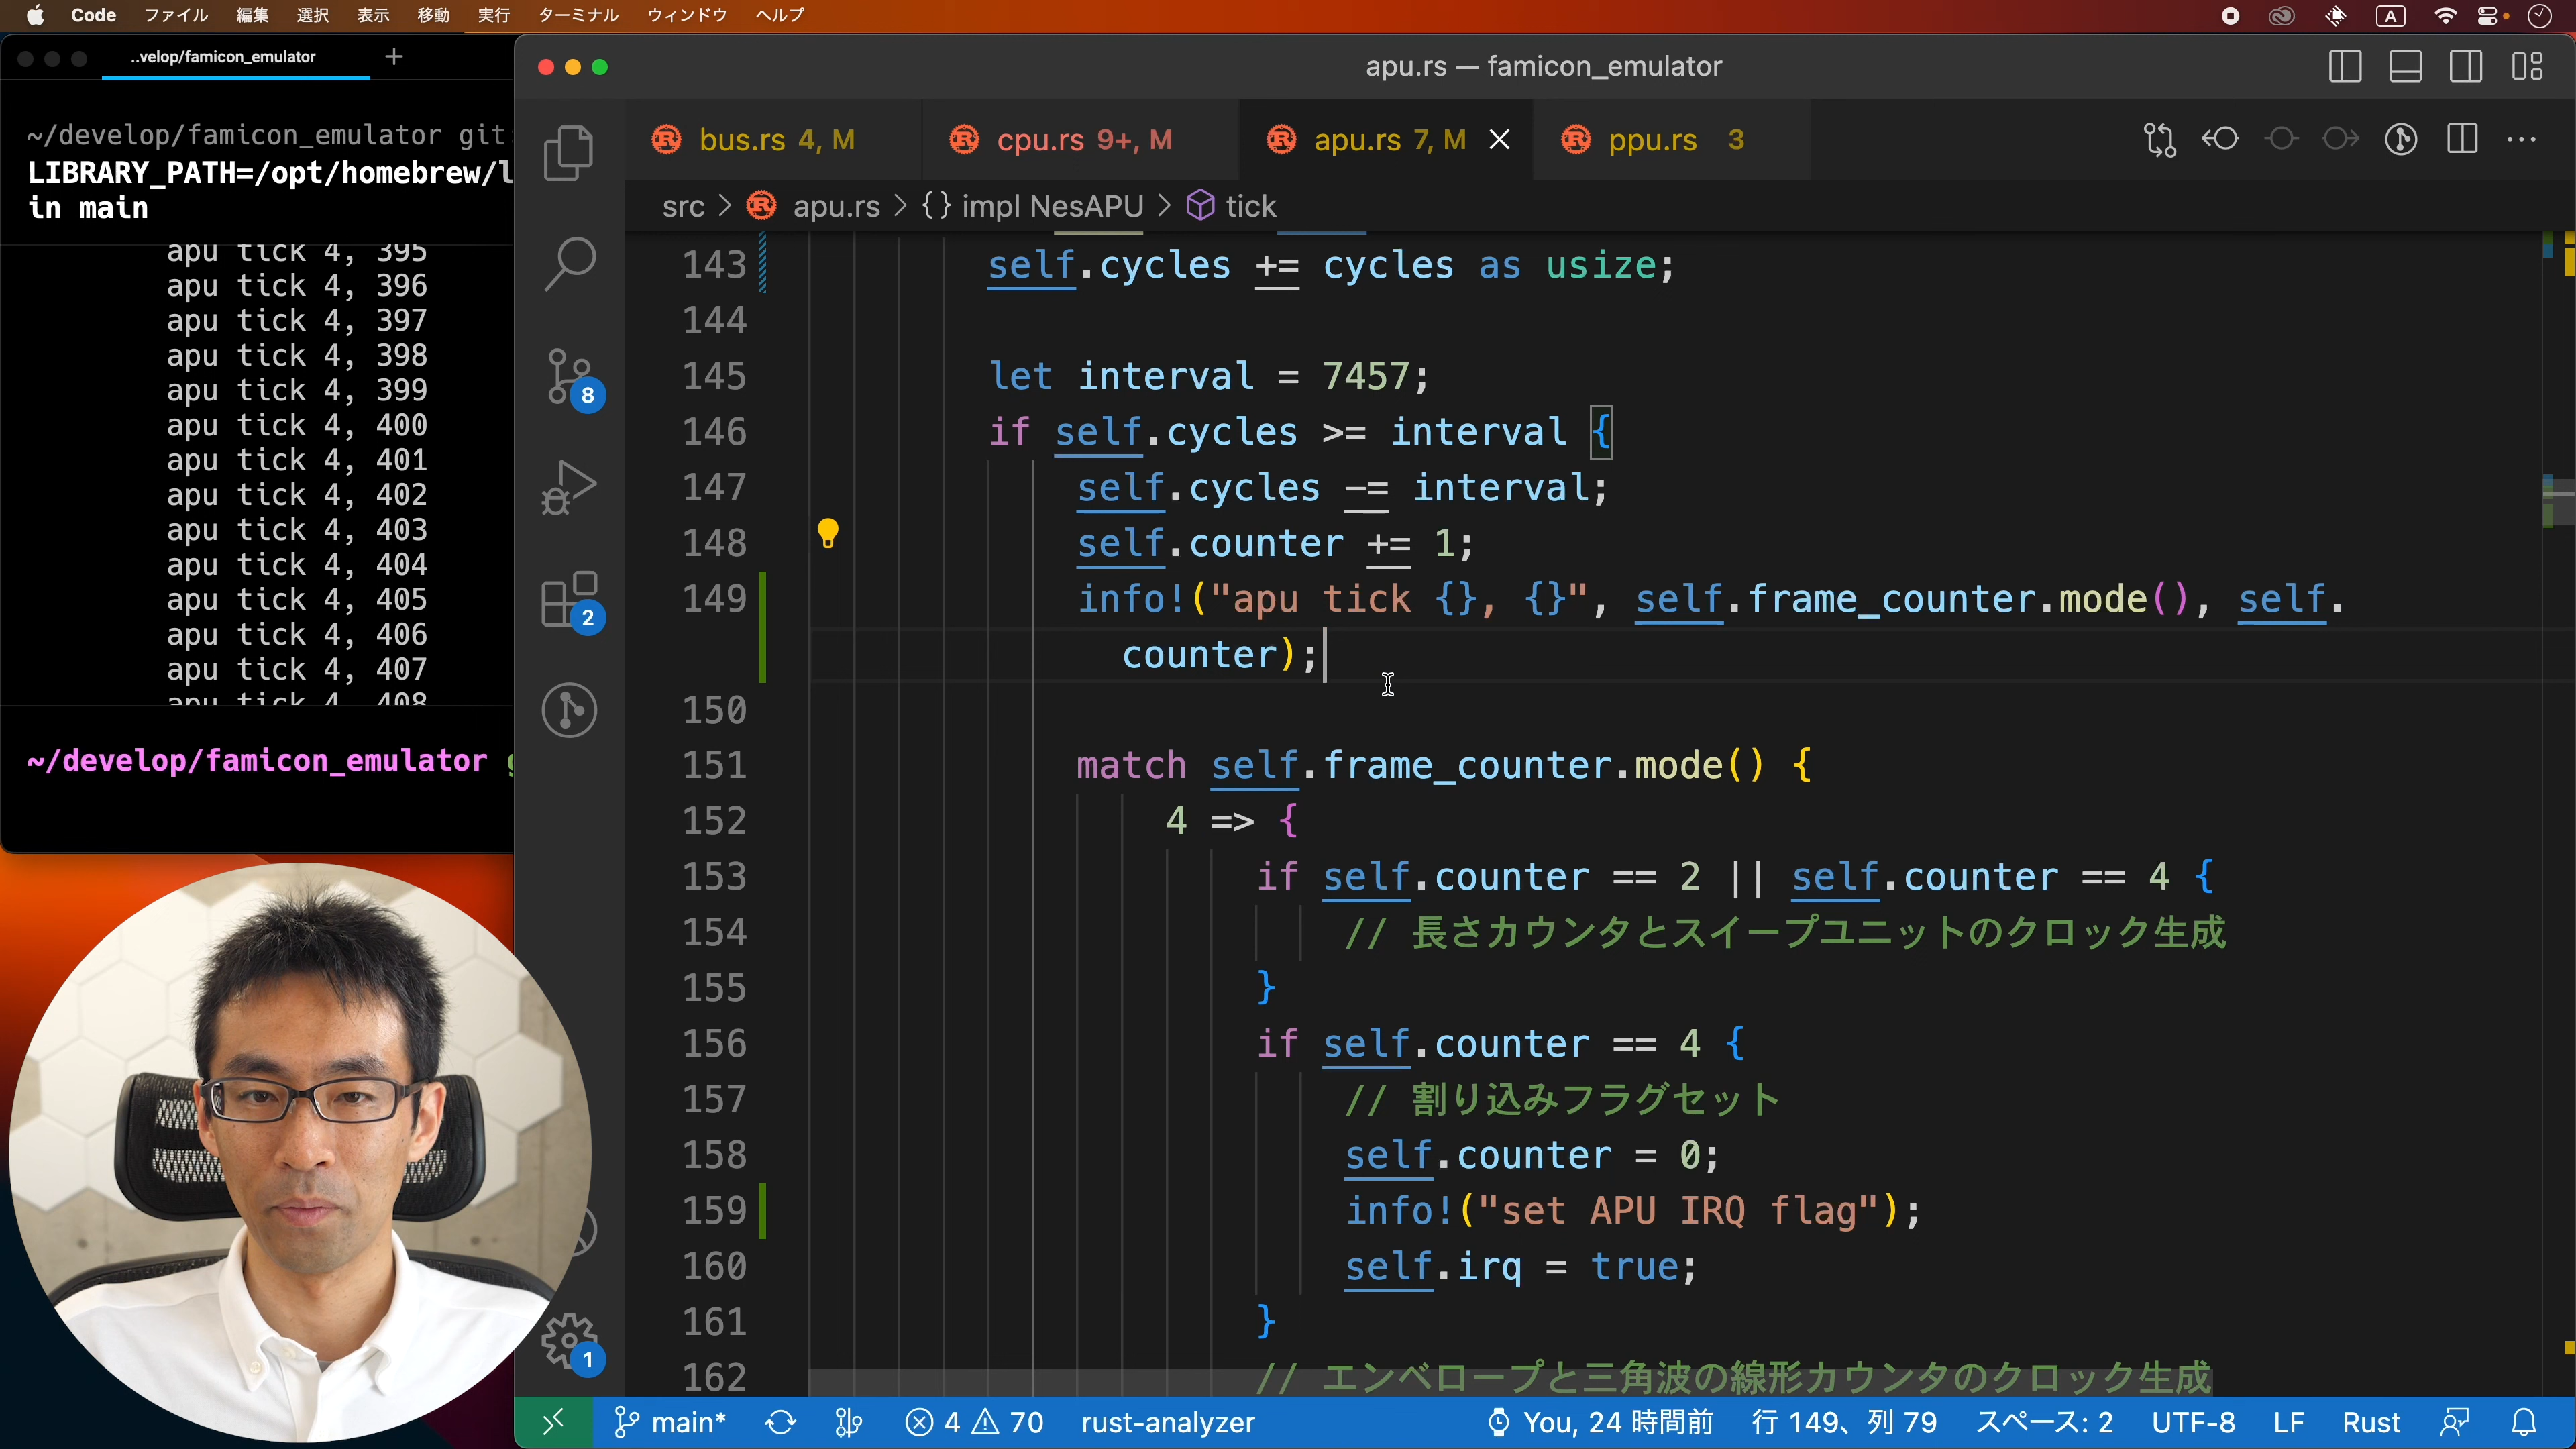 Code ファイル 編集 選択 表示 移動 実行 ターミナル ウィンドウ ヘルプ
A
..velop/famicon_emulator +
~/develop/famicon_emulator git:
LIBRARY_PATH=/opt/homebrew/l
in main
apu tick 4, 395
apu tick 4, 396
apu tick 4, 397
apu tick 4, 398
apu tick 4, 399
apu tick 4, 400
apu tick 4, 401
apu tick 4, 402
apu tick 4, 403
apu tick 4, 404
apu tick 4, 405
apu tick 4, 406
apu tick 4, 407
apu tick 4, 408
~/develop/famicon_emulator g
apu.rs — famicon_emulator
bus.rs 4, M
cpu.rs 9+, M
apu.rs 7, M
ppu.rs 3
src > apu.rs > {} impl NesAPU > tick
8
2
1
143 self.cycles += cycles as usize;
144
145 let interval = 7457;
146 if self.cycles >= interval {
147 self.cycles -= interval;
148 self.counter += 1;
149 info!("apu tick {}, {}", self.frame_counter.mode(), self.
counter);
150
151 match self.frame_counter.mode() {
152 4 => {
153 if self.counter == 2 || self.counter == 4 {
154 // 長さカウンタとスイープユニットのクロック生成
155 }
156 if self.counter == 4 {
157 // 割り込みフラグセット
158 self.counter = 0;
159 info!("set APU IRQ flag");
160 self.irq = true;
161 }
162 // エンベロープと三角波の線形カウンタのクロック生成
main* 4 70 rust-analyzer You, 24 時間前 行 149、列 79 スペース: 2 UTF-8 LF Rust